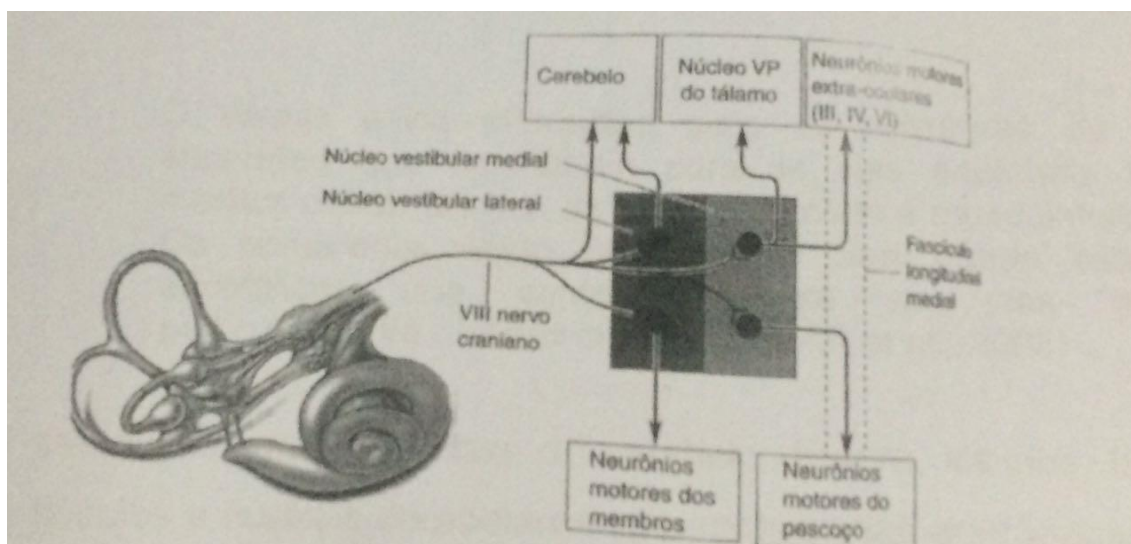 Cerebelo
Núcleo VP
do tálamo
Neurônios motores
extra-oculares
(III, IV, VI)
Núcleo vestibular medial
Núcleo vestibular lateral
Fascículo
longitudinal
medial
VIII nervo
craniano
Neurônios
motores dos
membros
Neurônios
motores do
pescoço